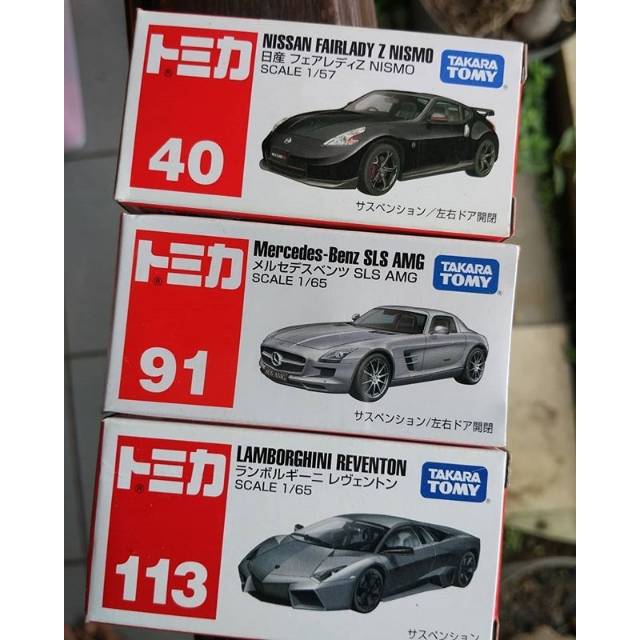 トミカ
40
NISSAN FAIRLADY Z NISMO
日産 フェアレディZ NISMO
SCALE 1/57
TAKARA
TOMY
サスペンション／左右ドア開閉
トミカ
91
Mercedes-Benz SLS AMG
メルセデスベンツ SLS AMG
SCALE 1/65
TAKARA
TOMY
サスペンション/左右ドア開閉
トミカ
113
LAMBORGHINI REVENTON
ランボルギーニ レヴェントン
SCALE 1/65
TAKARA
TOMY
サスペンション